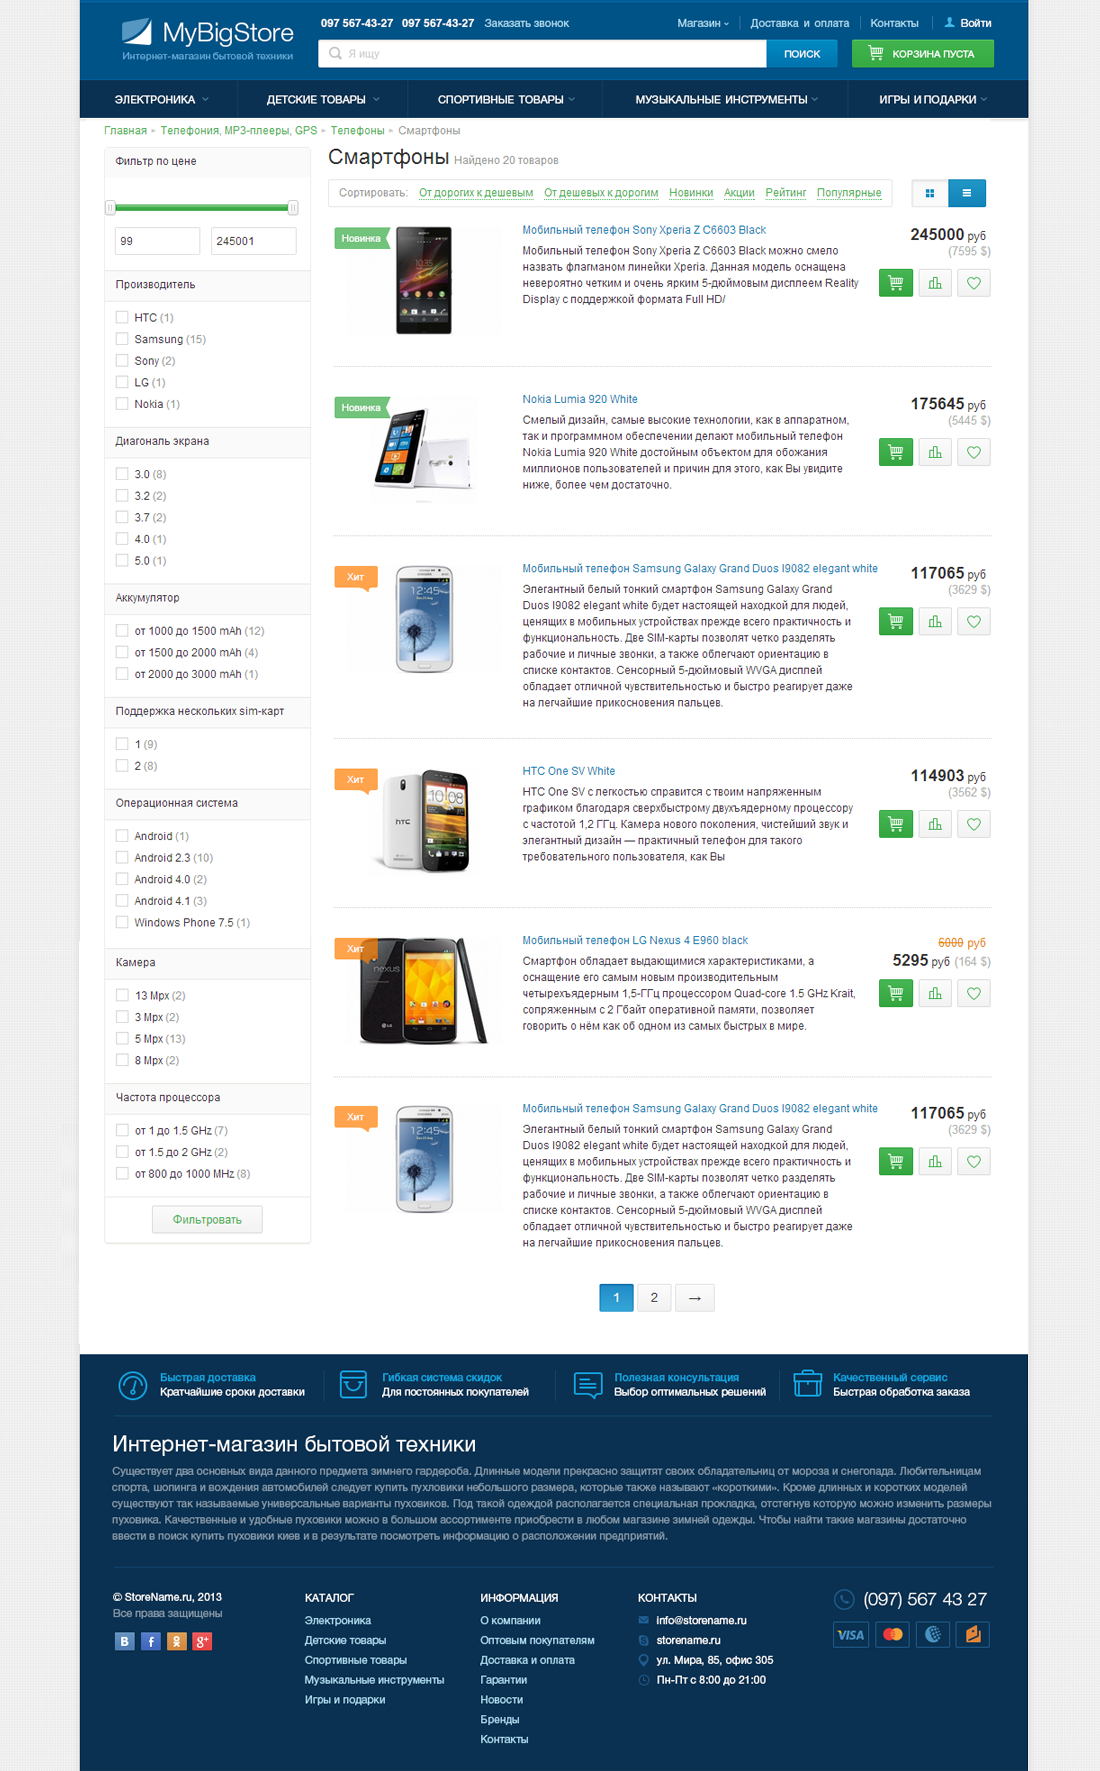 MyBigStore
Интернет-магазин бытовой техники
097 567-43-27 097 567-43-27 Заказать звонок
Магазин Доставка и оплата Контакты Войти
Я ищу
ПОИСК
КОРЗИНА ПУСТА
ЭЛЕКТРОНИКА ДЕТСКИЕ ТОВАРЫ СПОРТИВНЫЕ ТОВАРЫ МУЗЫКАЛЬНЫЕ ИНСТРУМЕНТЫ ИГРЫ И ПОДАРКИ
Главная Телефония, MP3-плееры, GPS Телефоны Смартфоны
Фильтр по цене
99 245001
Производитель
HTC (1)
Samsung (15)
Sony (2)
LG (1)
Nokia (1)
Диагональ экрана
3.0 (8)
3.2 (2)
3.7 (2)
4.0 (1)
5.0 (1)
Аккумулятор
от 1000 до 1500 mAh (12)
от 1500 до 2000 mAh (4)
от 2000 до 3000 mAh (1)
Поддержка нескольких sim-карт
1 (9)
2 (8)
Операционная система
Android (1)
Android 2.3 (10)
Android 4.0 (2)
Android 4.1 (3)
Windows Phone 7.5 (1)
Камера
13 Mpx (2)
3 Mpx (2)
5 Mpx (13)
8 Mpx (2)
Частота процессора
от 1 до 1.5 GHz (7)
от 1.5 до 2 GHz (2)
от 800 до 1000 MHz (8)
Фильтровать
Смартфоны Найдено 20 товаров
Сортировать: От дорогих к дешевым От дешевых к дорогим Новинки Акции Рейтинг Популярные
Новинка
Мобильный телефон Sony Xperia Z C6603 Black
Мобильный телефон Sony Xperia Z C6603 Black можно смело
назвать флагманом линейки Xperia. Данная модель оснащена
невероятно четким и очень ярким 5-дюймовым дисплеем Reality
Display с поддержкой формата Full HD/
245000 руб
(7595 $)
Новинка
Nokia Lumia 920 White
Смелый дизайн, самые высокие технологии, как в аппаратном,
так и программном обеспечении делают мобильный телефон
Nokia Lumia 920 White достойным объектом для обожания
миллионов пользователей и причин для этого, как Вы увидите
ниже, более чем достаточно.
175645 руб
(5445 $)
Хит
12:45
Мобильный телефон Samsung Galaxy Grand Duos I9082 elegant white
Элегантный белый тонкий смартфон Samsung Galaxy Grand
Duos I9082 elegant white будет настоящей находкой для людей,
ценящих в мобильных устройствах прежде всего практичность и
функциональность. Две SIM-карты позволят четко разделять
рабочие и личные звонки, а также облегчают ориентацию в
списке контактов. Сенсорный 5-дюймовый WVGA дисплей
обладает отличной чувствительностью и быстро реагирует даже
на легчайшие прикосновения пальцев.
117065 руб
(3629 $)
Хит
hTC
10:08
HTC One SV White
HTC One SV с легкостью справится с твоим напряженным
графиком благодаря сверхбыстрому двухъядерному процессору
с частотой 1,2 ГГц. Камера нового поколения, чистейший звук и
элегантный дизайн — практичный телефон для такого
требовательного пользователя, как Вы
114903 руб
(3562 $)
Хит
nexus
LG
Мобильный телефон LG Nexus 4 E960 black
Смартфон обладает выдающимися характеристиками, а
оснащение его самым новым производительным
четырехъядерным 1,5-ГГц процессором Quad-core 1.5 GHz Krait,
сопряженным с 2 Гбайт оперативной памяти, позволяет
говорить о нём как об одном из самых быстрых в мире.
6000 руб
5295 руб (164 $)
Хит
12:45
Мобильный телефон Samsung Galaxy Grand Duos I9082 elegant white
Элегантный белый тонкий смартфон Samsung Galaxy Grand
Duos I9082 elegant white будет настоящей находкой для людей,
ценящих в мобильных устройствах прежде всего практичность и
функциональность. Две SIM-карты позволят четко разделять
рабочие и личные звонки, а также облегчают ориентацию в
списке контактов. Сенсорный 5-дюймовый WVGA дисплей
обладает отличной чувствительностью и быстро реагирует даже
на легчайшие прикосновения пальцев.
117065 руб
(3629 $)
1 2 →
Быстрая доставка
Кратчайшие сроки доставки
Гибкая система скидок
Для постоянных покупателей
Полезная консультация
Выбор оптимальных решений
Качественный сервис
Быстрая обработка заказа
Интернет-магазин бытовой техники
Существует два основных вида данного предмета зимнего гардероба. Длинные модели прекрасно защитят своих обладательниц от мороза и снегопада. Любительницам
спорта, шопинга и вождения автомобилей следует купить пухловики небольшого размера, которые также называют «короткими». Кроме длинных и коротких моделей
существуют так называемые универсальные варианты пуховиков. Под такой одеждой располагается специальная прокладка, отстегнув которую можно изменить размеры
пуховика. Качественные и удобные пуховики можно в большом ассортименте приобрести в любом магазине зимней одежды. Чтобы найти такие магазины достаточно
ввести в поиск купить пуховики киев и в результате посмотреть информацию о расположении предприятий.
© StoreName.ru, 2013
Все права защищены
В f g+
КАТАЛОГ
Электроника
Детские товары
Спортивные товары
Музыкальные инструменты
Игры и подарки
ИНФОРМАЦИЯ
О компании
Оптовым покупателям
Доставка и оплата
Гарантии
Новости
Бренды
Контакты
КОНТАКТЫ
info@storename.ru
storename.ru
ул. Мира, 85, офис 305
Пн-Пт с 8:00 до 21:00
(097) 567 43 27
VISA